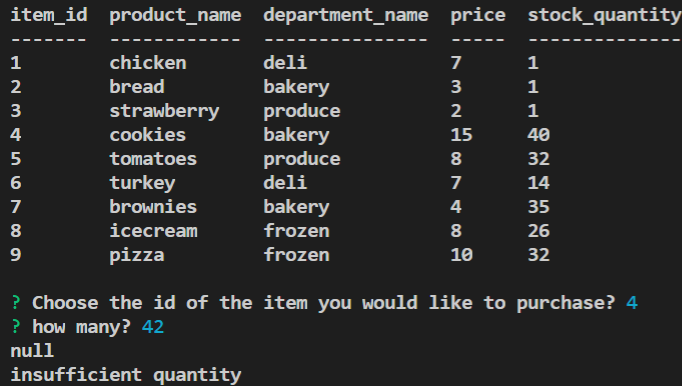 item_id product_name department_name price stock_quantity
------- ------------ --------------- ----- --------------
1 chicken deli 7 1
2 bread bakery 3 1
3 strawberry produce 2 1
4 cookies bakery 15 40
5 tomatoes produce 8 32
6 turkey deli 7 14
7 brownies bakery 4 35
8 icecream frozen 8 26
9 pizza frozen 10 32
? Choose the id of the item you would like to purchase? 4
? how many? 42
null
insufficient quantity